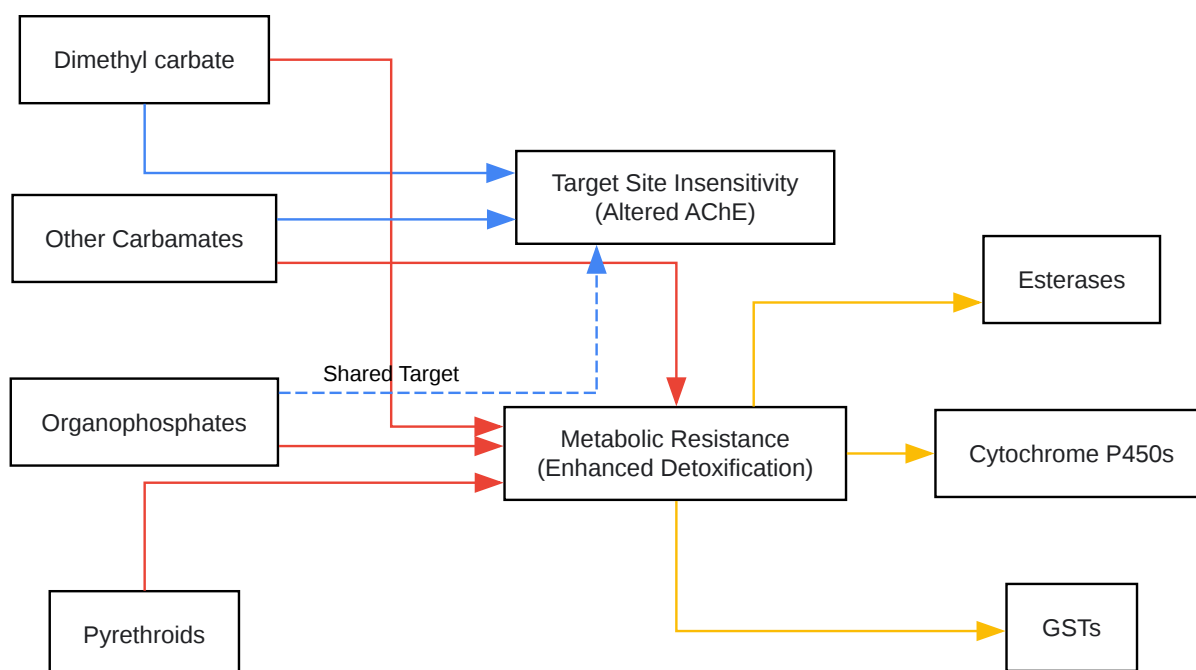 Dimethyl carbate
Target Site Insensitivity
(Altered AChE)
Other Carbamates
Esterases
Shared Target
Organophosphates
Metabolic Resistance
(Enhanced Detoxification)
Cytochrome P450s
Pyrethroids
GSTs